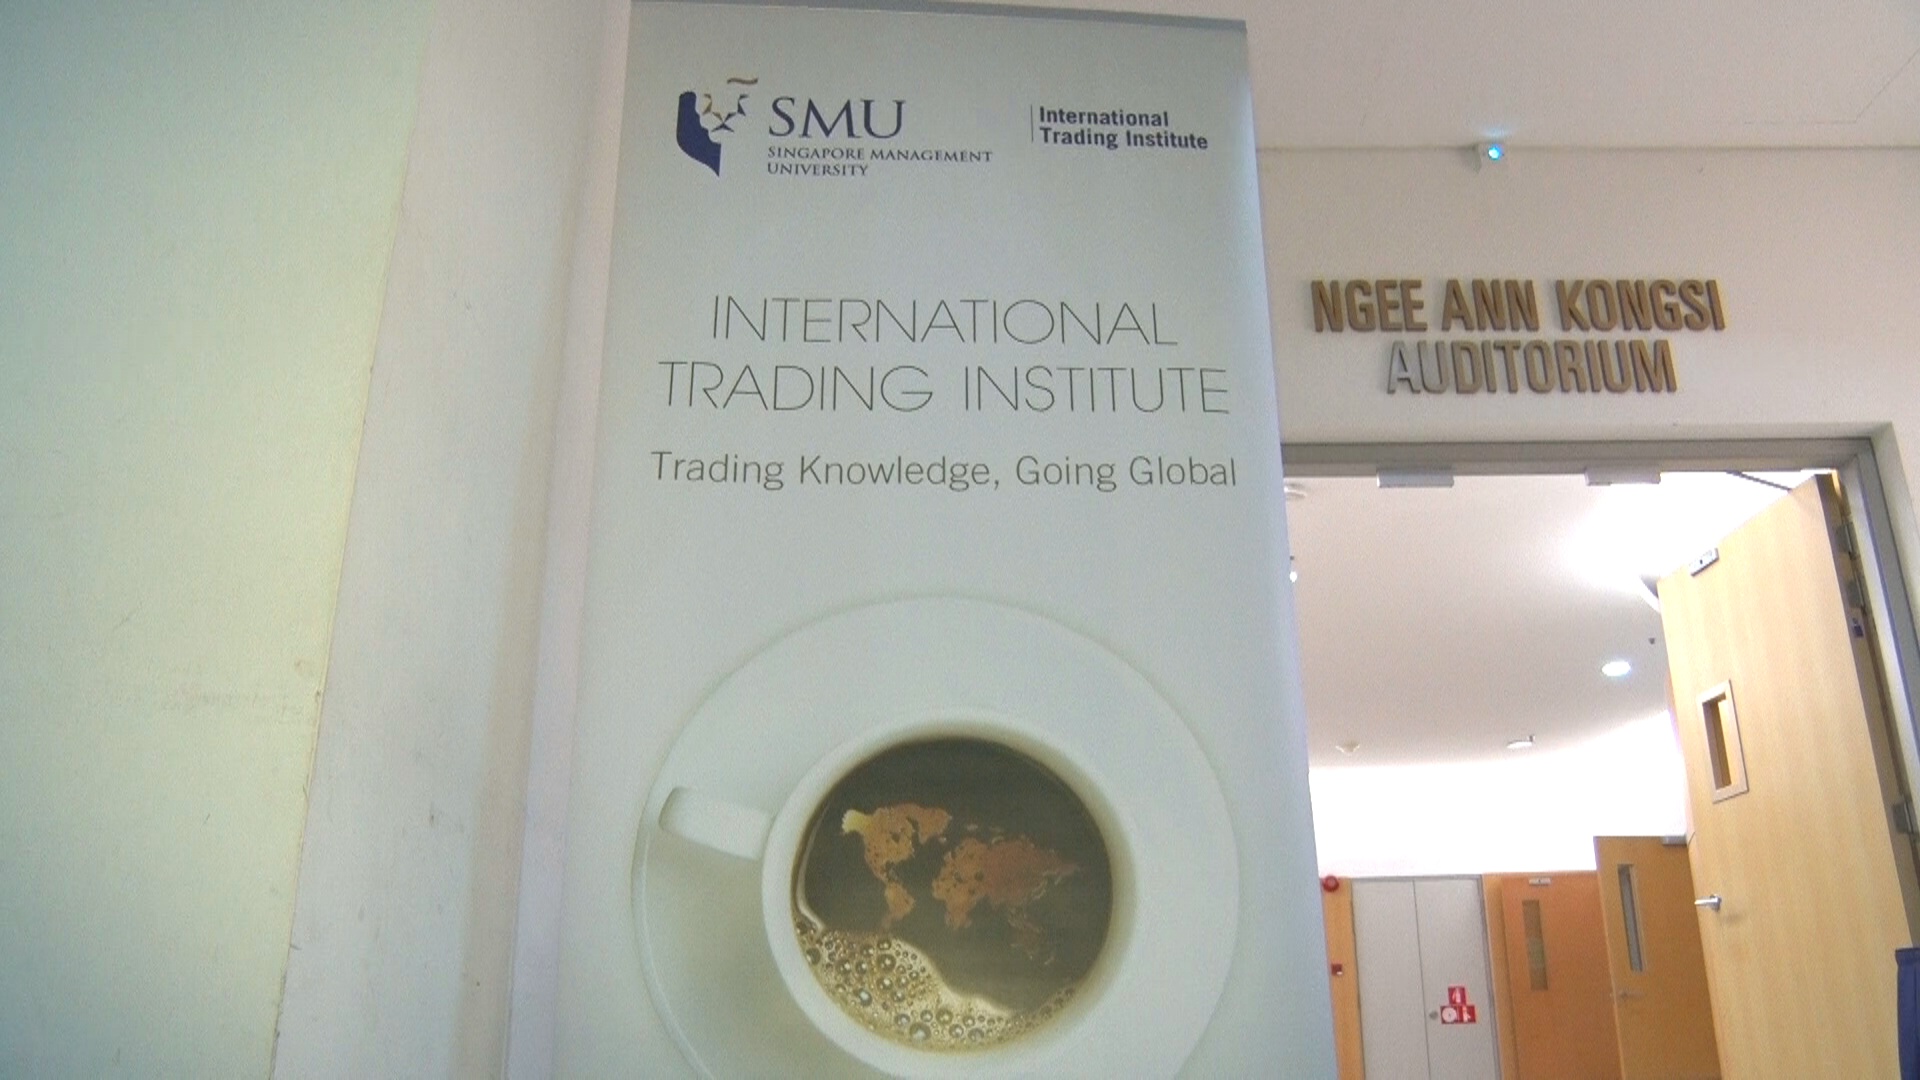 SMU
SINGAPORE MANAGEMENT
UNIVERSITY
International
Trading Institute
INTERNATIONAL
TRADING INSTITUTE
Trading Knowledge, Going Global
NGEE ANN KONGSI
AUDITORIUM